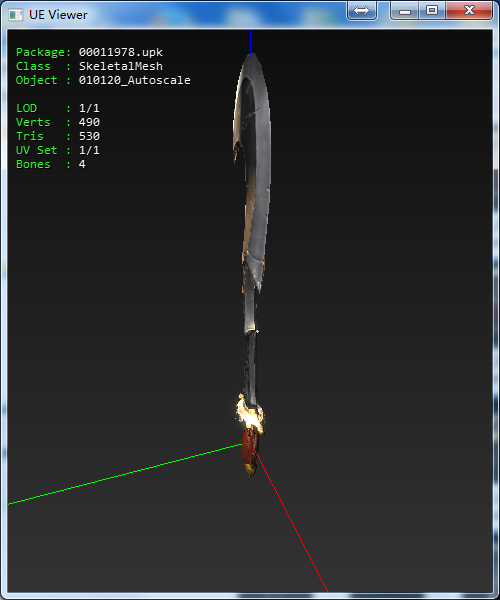 UE Viewer
Package: 00011978.upk
Class : SkeletalMesh
Object : 010120_Autoscale
LOD : 1/1
Verts : 490
Tris : 530
UV Set : 1/1
Bones : 4